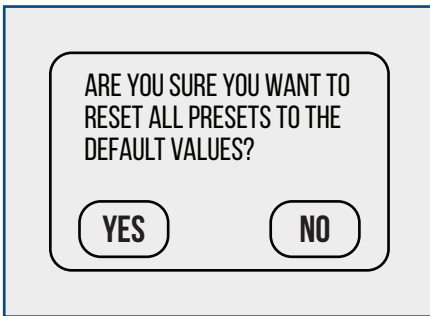 ARE YOU SURE YOU WANT TO
RESET ALL PRESETS TO THE
DEFAULT VALUES?
YES NO